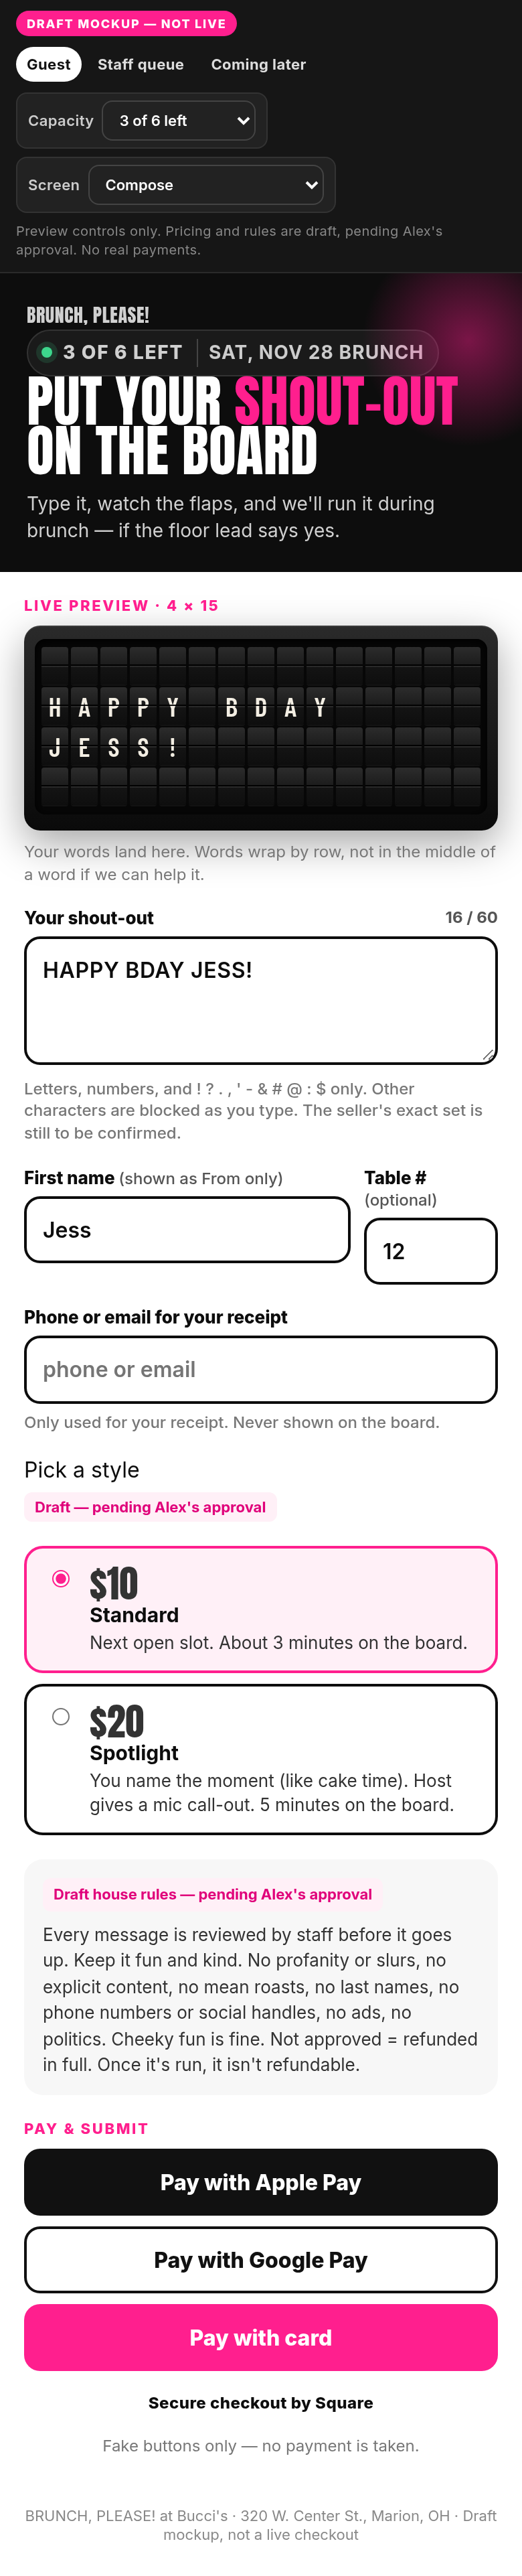 DRAFT MOCKUP — NOT LIVE
Guest Staff queue Coming later
Capacity 3 of 6 left
Screen Compose
Preview controls only. Pricing and rules are draft, pending Alex's
approval. No real payments.
BRUNCH, PLEASE!
3 OF 6 LEFT SAT, NOV 28 BRUNCH
PUT YOUR SHOUT-OUT
ON THE BOARD
Type it, watch the flaps, and we'll run it during
brunch — if the floor lead says yes.
LIVE PREVIEW · 4 × 15
HAPPY BDAY
JESS!
Your words land here. Words wrap by row, not in the middle of
a word if we can help it.
Your shout-out 16 / 60
HAPPY BDAY JESS!
Letters, numbers, and ! ? . , ' - & # @ : $ only. Other
characters are blocked as you type. The seller's exact set is
still to be confirmed.
First name (shown as From only)
Jess
Table #
(optional)
12
Phone or email for your receipt
phone or email
Only used for your receipt. Never shown on the board.
Pick a style
Draft — pending Alex's approval
$10
Standard
Next open slot. About 3 minutes on the board.
$20
Spotlight
You name the moment (like cake time). Host
gives a mic call-out. 5 minutes on the board.
Draft house rules — pending Alex's approval
Every message is reviewed by staff before it goes
up. Keep it fun and kind. No profanity or slurs, no
explicit content, no mean roasts, no last names, no
phone numbers or social handles, no ads, no
politics. Cheeky fun is fine. Not approved = refunded
in full. Once it's run, it isn't refundable.
PAY & SUBMIT
Pay with Apple Pay
Pay with Google Pay
Pay with card
Secure checkout by Square
Fake buttons only — no payment is taken.
BRUNCH, PLEASE! at Bucci's · 320 W. Center St., Marion, OH · Draft
mockup, not a live checkout